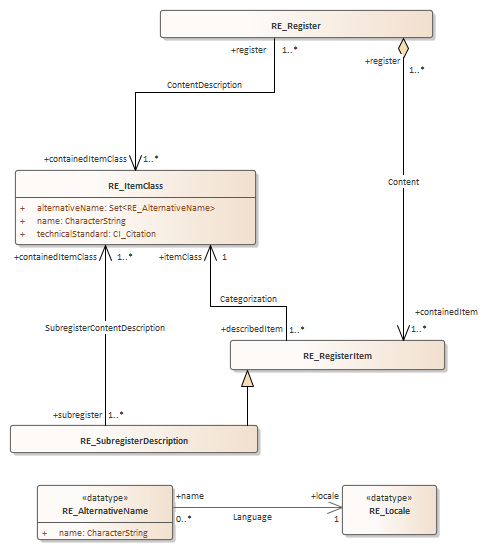 RE_Register
+register 1..*
+register
1..*
ContentDescription
+containedItemClass 1..*
RE_ItemClass
+ alternativeName: Set<RE_AlternativeName>
+ name: CharacterString
+ technicalStandard: CI_Citation
Content
+containedItemClass 1..* +itemClass 1
Categorization
+containedItem
SubregisterContentDescription
+describedItem 1..*
1..*
RE_RegisterItem
+subregister 1..*
RE_SubregisterDescription
«datatype»
RE_AlternativeName
+ name: CharacterString
+name
0..*
Language
+locale
1
«datatype»
RE_Locale